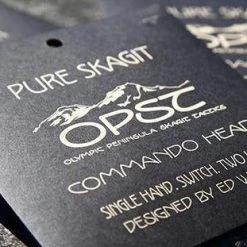 PURE SKAGIT
OPST
OLYMPIC PENINSULA SKAGIT TACTICS
COMMANDO HEAD
SINGLE HAND, SWITCH, TWO
DESIGNED BY ED